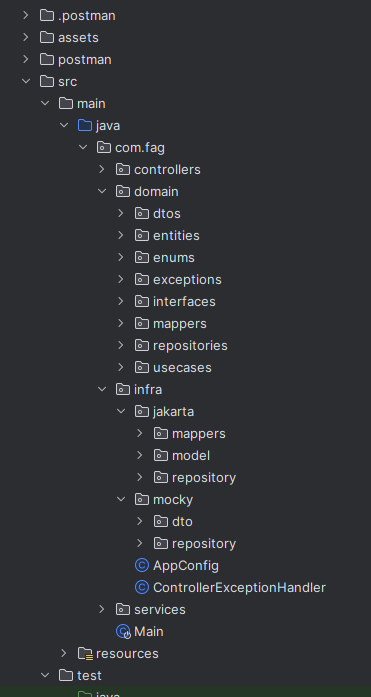 .postman
assets
postman
src
main
java
com.fag
controllers
domain
dtos
entities
enums
exceptions
interfaces
mappers
repositories
usecases
infra
jakarta
mappers
model
repository
mocky
dto
repository
AppConfig
ControllerExceptionHandler
services
Main
resources
test
java